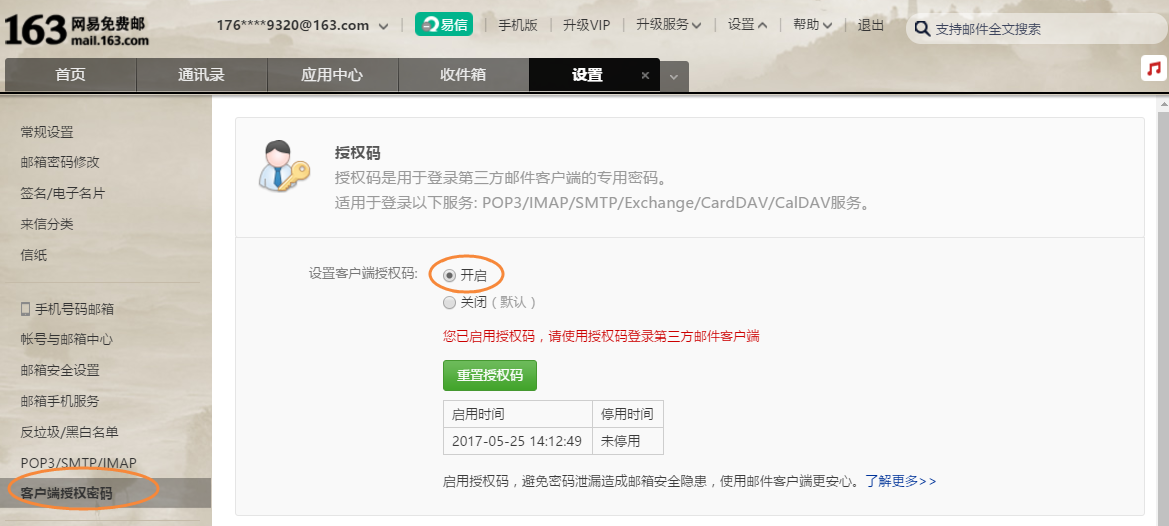 163 网易免费邮
mail.163.com
176****9320@163.com
易信
手机版
升级VIP
升级服务
设置
帮助
退出
支持邮件全文搜索
首页
通讯录
应用中心
收件箱
设置 ×
常规设置
邮箱密码修改
签名/电子名片
来信分类
信纸
手机号码邮箱
帐号与邮箱中心
邮箱安全设置
邮箱手机服务
反垃圾/黑白名单
POP3/SMTP/IMAP
客户端授权密码
授权码
授权码是用于登录第三方邮件客户端的专用密码。
适用于登录以下服务: POP3/IMAP/SMTP/Exchange/CardDAV/CalDAV服务。
设置客户端授权码: 开启
关闭（默认）
您已启用授权码，请使用授权码登录第三方邮件客户端
重置授权码
启用时间 停用时间
2017-05-25 14:12:49 未停用
启用授权码，避免密码泄漏造成邮箱安全隐患，使用邮件客户端更安心。了解更多>>